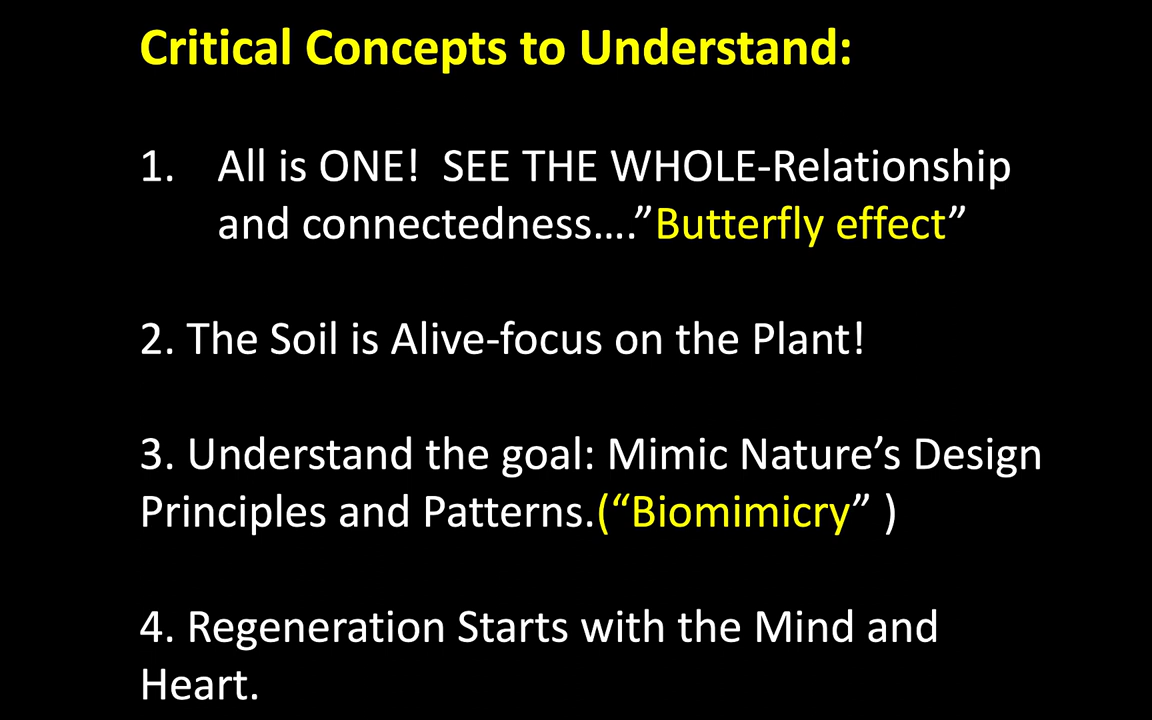 Critical Concepts to Understand:
1. All is ONE!  SEE THE WHOLE-Relationship
and connectedness….”Butterfly effect”
2. The Soil is Alive-focus on the Plant!
3. Understand the goal: Mimic Nature’s Design
Principles and Patterns.(“Biomimicry” )
4. Regeneration Starts with the Mind and
Heart.